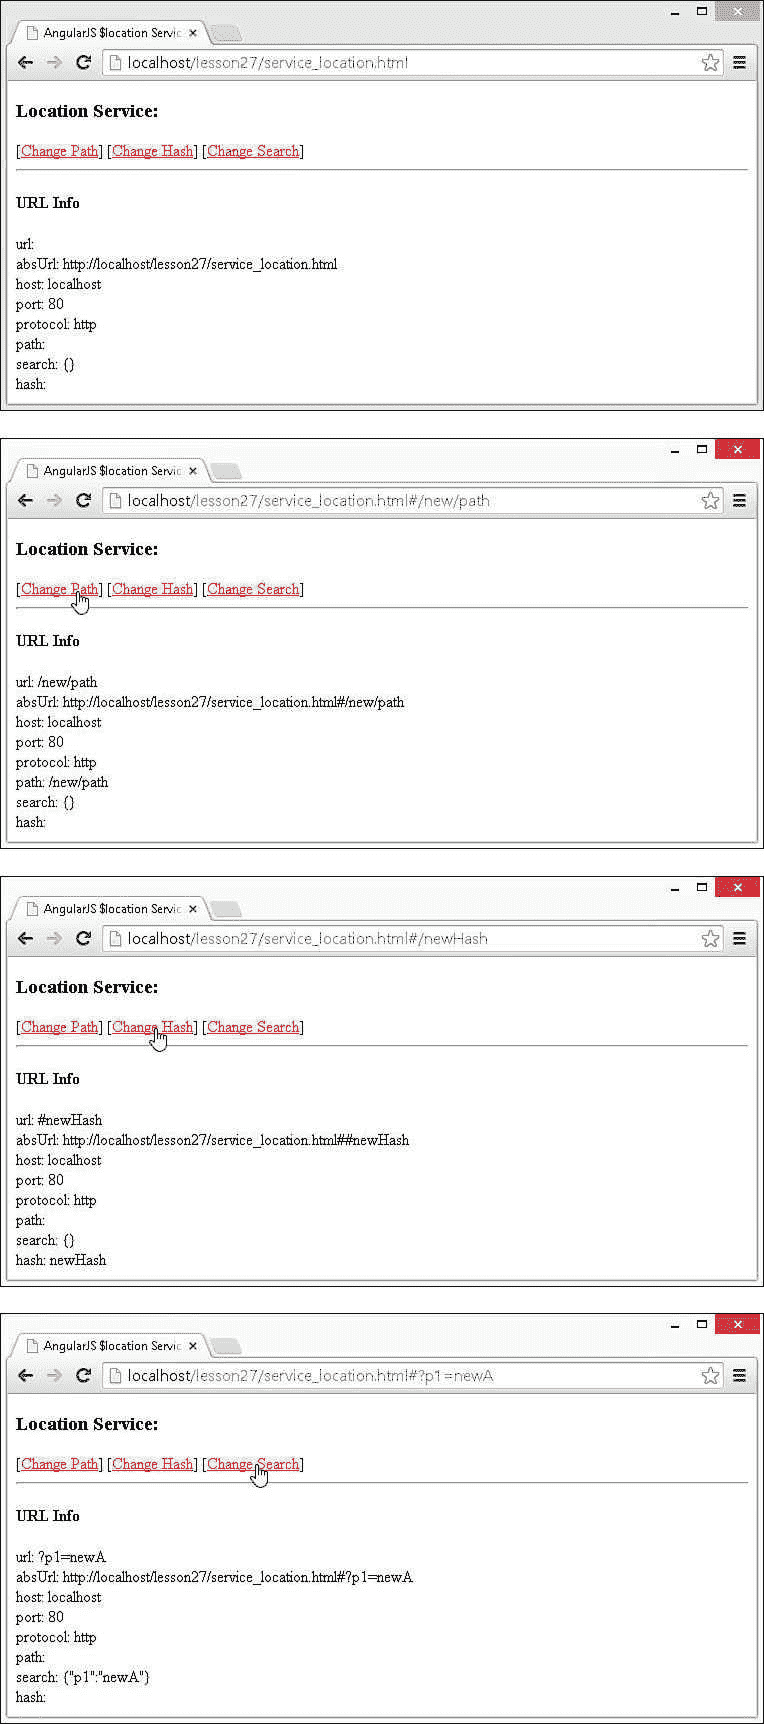 AngularJS $location Servic
localhost/lesson27/service_location.html
Location Service:
[Change Path] [Change Hash] [Change Search]
URL Info
url:
absUrl: http://localhost/lesson27/service_location.html
host: localhost
port: 80
protocol: http
path:
search: {}
hash:
AngularJS $location Servic
localhost/lesson27/service_location.html#/new/path
Location Service:
[Change Path] [Change Hash] [Change Search]
URL Info
url: /new/path
absUrl: http://localhost/lesson27/service_location.html#/new/path
host: localhost
port: 80
protocol: http
path: /new/path
search: {}
hash:
AngularJS $location Servic
localhost/lesson27/service_location.html#/newHash
Location Service:
[Change Path] [Change Hash] [Change Search]
URL Info
url: #newHash
absUrl: http://localhost/lesson27/service_location.html##newHash
host: localhost
port: 80
protocol: http
path:
search: {}
hash: newHash
AngularJS $location Servic
localhost/lesson27/service_location.html#?p1=newA
Location Service:
[Change Path] [Change Hash] [Change Search]
URL Info
url: ?p1=newA
absUrl: http://localhost/lesson27/service_location.html#?p1=newA
host: localhost
port: 80
protocol: http
path:
search: {"p1":"newA"}
hash: